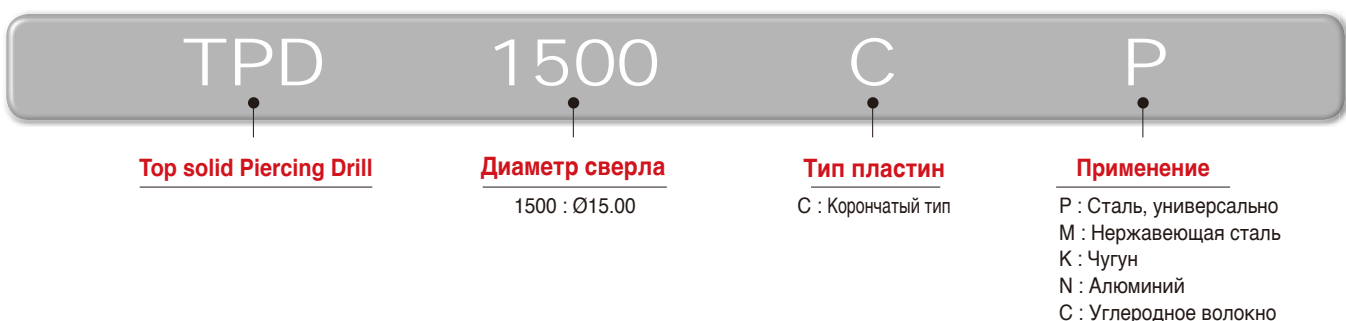 TPD 1500 C P
Top solid Piercing Drill Диаметр сверла Тип пластин Применение
1500 : Ø15.00 C : Корончатый тип P : Сталь, универсально
M : Нержавеющая сталь
K : Чугун
N : Алюминий
C : Углеродное волокно